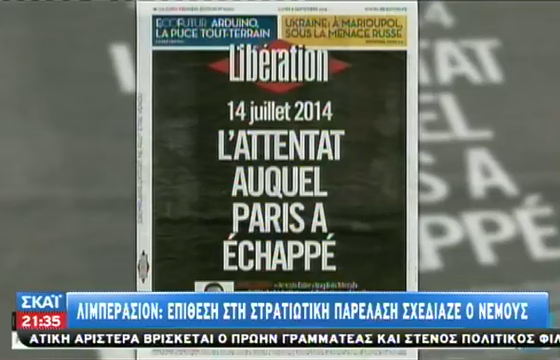 ECOFUTUR ARDUINO,
LA PUCE TOUT-TERRAIN
UKRAINE: À MARIOUPOL,
SOUS LA MENACE RUSSE
Libération
14 juillet 2014
L'ATTENTAT
AUQUEL
PARIS A
ÉCHAPPÉ
ΣΚΑΪ
21:35
ΛΙΜΠΕΡΑΣΙΟΝ: ΕΠΙΘΕΣΗ ΣΤΗ ΣΤΡΑΤΙΩΤΙΚΗ ΠΑΡΕΛΑΣΗ ΣΧΕΔΙΑΖΕ Ο ΝΕΜΟΥΣ
ΑΤΙΚΗ ΑΡΙΣΤΕΡΑ ΒΡΙΣΚΕΤΑΙ Ο ΠΡΩΗΝ ΓΡΑΜΜΑΤΕΑΣ ΚΑΙ ΣΤΕΝΟΣ ΠΟΛΙΤΙΚΟΣ ΦΙ